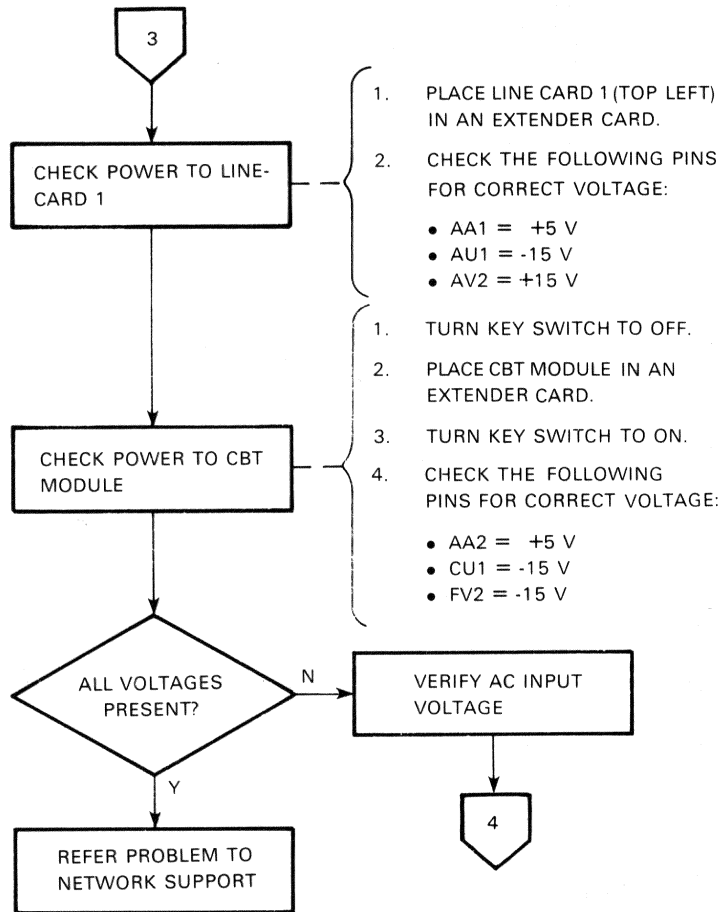 3
CHECK POWER TO LINE-
CARD 1
1. PLACE LINE CARD 1 (TOP LEFT)
IN AN EXTENDER CARD.
2. CHECK THE FOLLOWING PINS
FOR CORRECT VOLTAGE:
• AA1 = +5 V
• AU1 = -15 V
• AV2 = +15 V
CHECK POWER TO CBT
MODULE
1. TURN KEY SWITCH TO OFF.
2. PLACE CBT MODULE IN AN
EXTENDER CARD.
3. TURN KEY SWITCH TO ON.
4. CHECK THE FOLLOWING
PINS FOR CORRECT VOLTAGE:
• AA2 = +5 V
• CU1 = -15 V
• FV2 = -15 V
ALL VOLTAGES
PRESENT?
N
VERIFY AC INPUT
VOLTAGE
4
Y
REFER PROBLEM TO
NETWORK SUPPORT